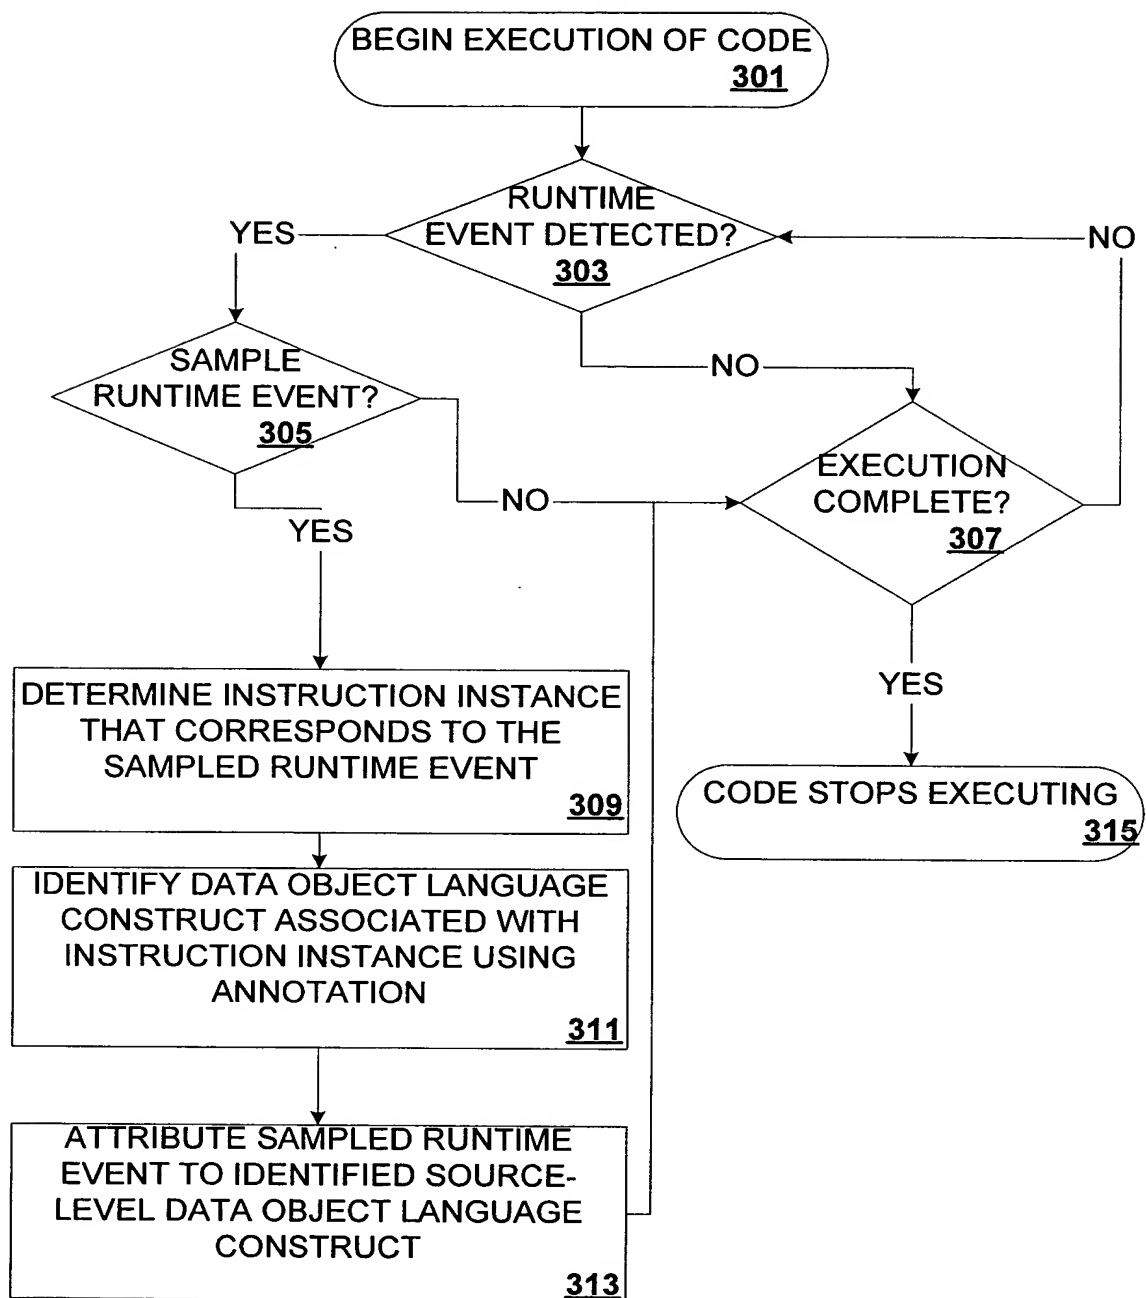 BEGIN EXECUTION OF CODE
301
RUNTIME
EVENT DETECTED?
303
YES
NO
SAMPLE
RUNTIME EVENT?
305
NO
EXECUTION
COMPLETE?
307
NO
YES
YES
DETERMINE INSTRUCTION INSTANCE
THAT CORRESPONDS TO THE
SAMPLED RUNTIME EVENT
309
CODE STOPS EXECUTING
315
IDENTIFY DATA OBJECT LANGUAGE
CONSTRUCT ASSOCIATED WITH
INSTRUCTION INSTANCE USING
ANNOTATION
311
ATTRIBUTE SAMPLED RUNTIME
EVENT TO IDENTIFIED SOURCE-
LEVEL DATA OBJECT LANGUAGE
CONSTRUCT
313